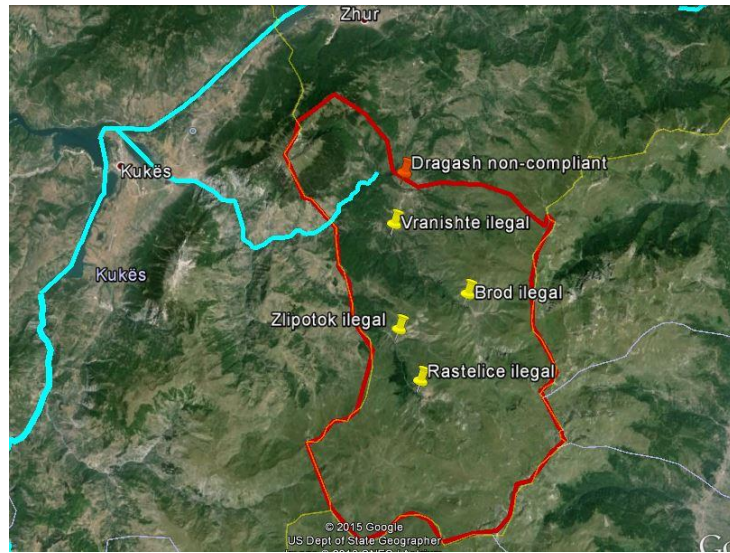 Zhur
Kukës
Dragash non-compliant
Vranishte ilegal
Kukës
Brod ilegal
Zlipotok ilegal
Rastelice ilegal
© 2015 Google
US Dept of State Geographer